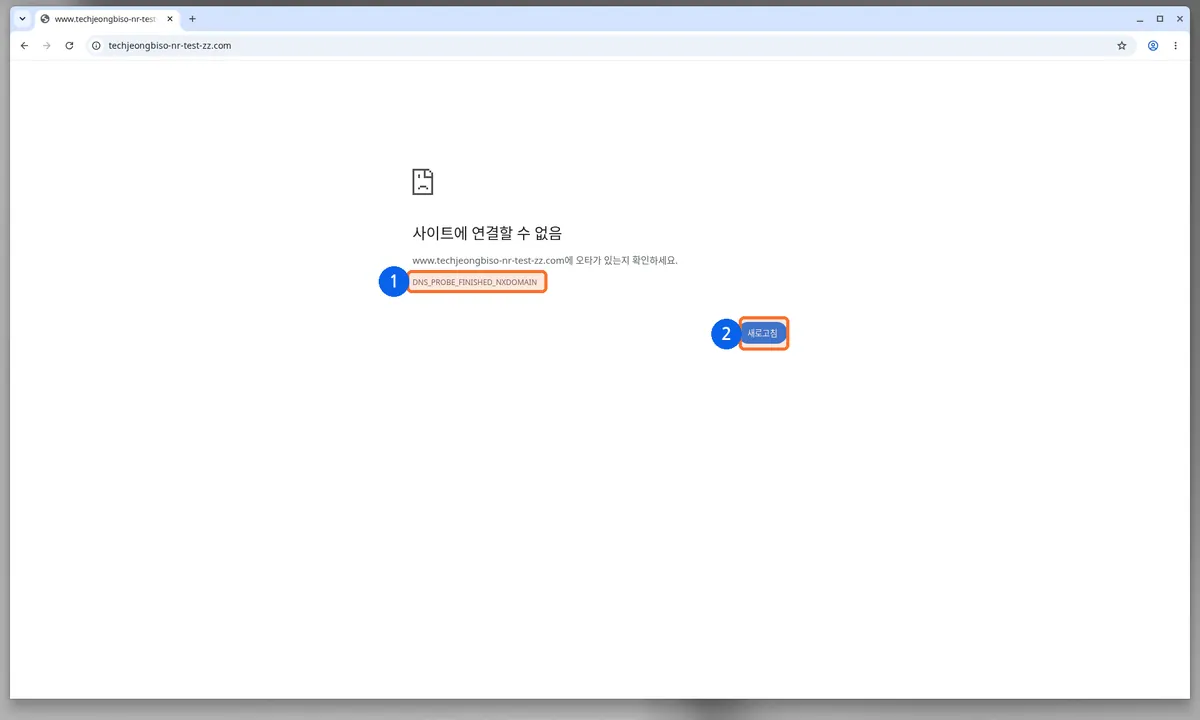 www.techjeongbiso-nr-test
techjeongbiso-nr-test-zz.com
사이트에 연결할 수 없음
www.techjeongbiso-nr-test-zz.com에 오타가 있는지 확인하세요.
1 DNS_PROBE_FINISHED_NXDOMAIN
2 새로고침